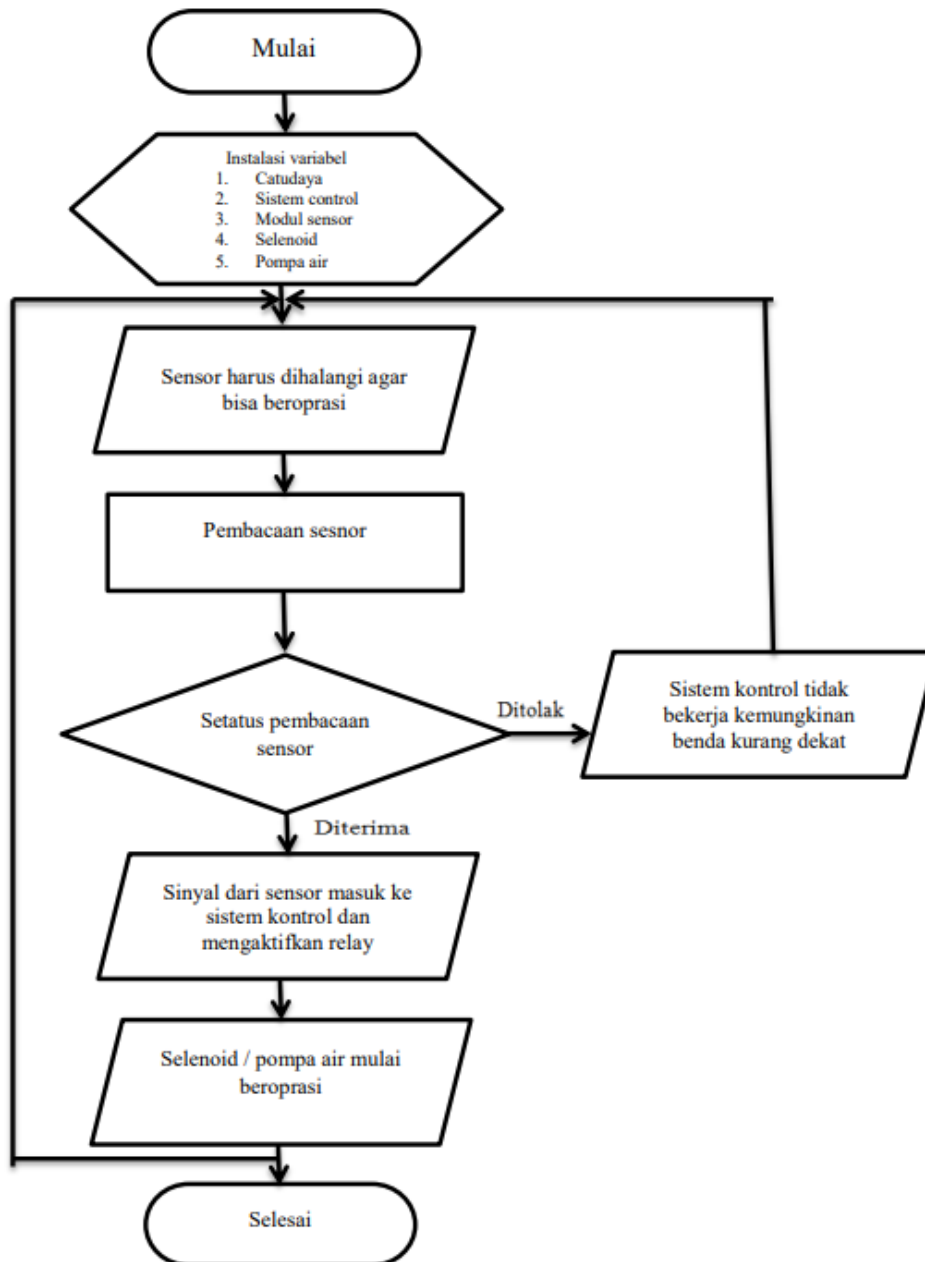 Mulai
Instalasi variabel
1. Catudaya
2. Sistem control
3. Modul sensor
4. Selenoid
5. Pompa air
Sensor harus dihalangi agar
bisa beroprasi
Pembacaan sesnor
Setatus pembacaan
sensor
Ditolak
Sistem kontrol tidak
bekerja kemungkinan
benda kurang dekat
Diterima
Sinyal dari sensor masuk ke
sistem kontrol dan
mengaktifkan relay
Selenoid / pompa air mulai
beroprasi
Selesai